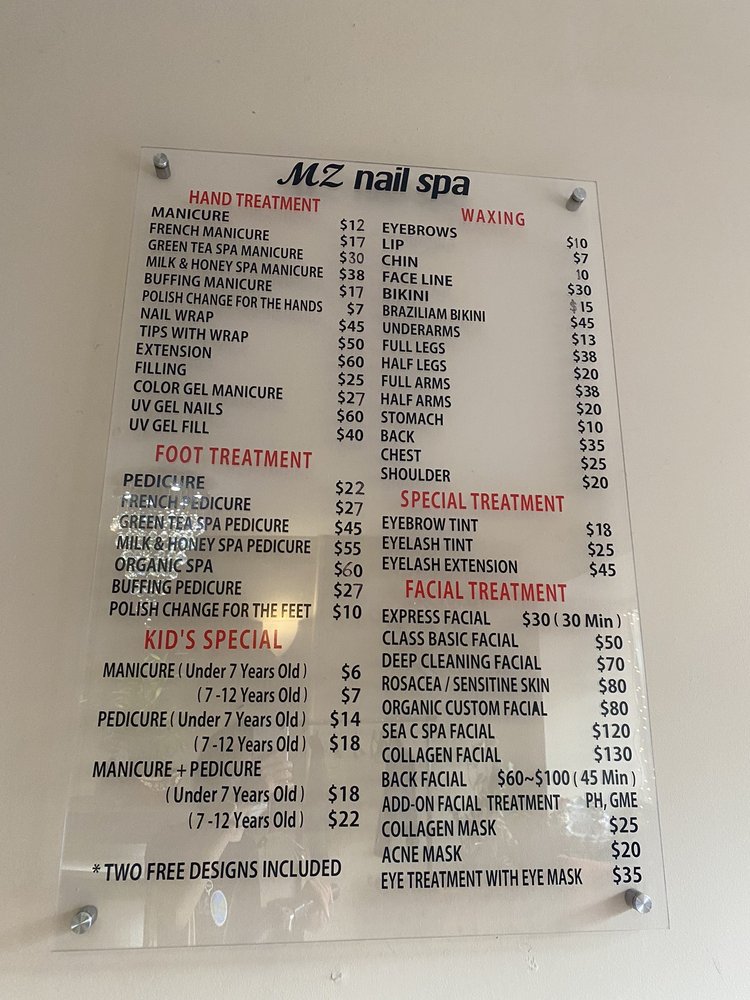 MZ nail spa
HAND TREATMENT
MANICURE $12
FRENCH MANICURE $17
GREEN TEA SPA MANICURE $30
MILK & HONEY SPA MANICURE $38
BUFFING MANICURE $17
POLISH CHANGE FOR THE HANDS $7
NAIL WRAP $45
TIPS WITH WRAP $50
EXTENSION $60
FILLING $25
COLOR GEL MANICURE $27
UV GEL NAILS $60
UV GEL FILL $40
FOOT TREATMENT
PEDICURE $22
FRENCH PEDICURE $27
GREEN TEA SPA PEDICURE $45
MILK & HONEY SPA PEDICURE $55
ORGANIC SPA $60
BUFFING PEDICURE $27
POLISH CHANGE FOR THE FEET $10
KID'S SPECIAL
MANICURE ( Under 7 Years Old ) $6
( 7 -12 Years Old ) $7
PEDICURE ( Under 7 Years Old ) $14
( 7 -12 Years Old ) $18
MANICURE + PEDICURE
( Under 7 Years Old ) $18
( 7 -12 Years Old ) $22
* TWO FREE DESIGNS INCLUDED
WAXING
EYEBROWS $10
LIP $7
CHIN 10
FACE LINE $30
BIKINI $15
BRAZILIAM BIKINI $45
UNDERARMS $13
FULL LEGS $38
HALF LEGS $20
FULL ARMS $38
HALF ARMS $20
STOMACH $10
BACK $35
CHEST $25
SHOULDER $20
SPECIAL TREATMENT
EYEBROW TINT $18
EYELASH TINT $25
EYELASH EXTENSION $45
FACIAL TREATMENT
EXPRESS FACIAL $30 ( 30 Min )
CLASS BASIC FACIAL $50
DEEP CLEANING FACIAL $70
ROSACEA / SENSITINE SKIN $80
ORGANIC CUSTOM FACIAL $80
SEA C SPA FACIAL $120
COLLAGEN FACIAL $130
BACK FACIAL $60~$100 ( 45 Min )
ADD-ON FACIAL TREATMENT PH, GME
COLLAGEN MASK $25
ACNE MASK $20
EYE TREATMENT WITH EYE MASK $35